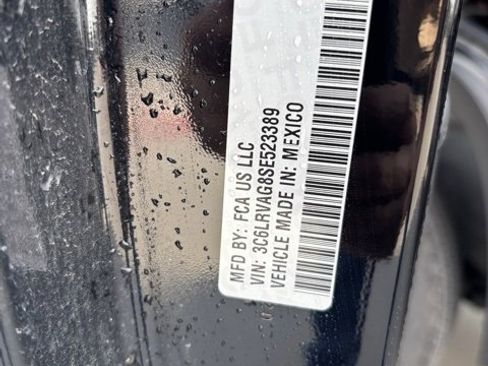 MFD BY: FCA US LLC
VIN: 3C6LRVAG8SE523389
VEHICLE MADE IN: MEXICO